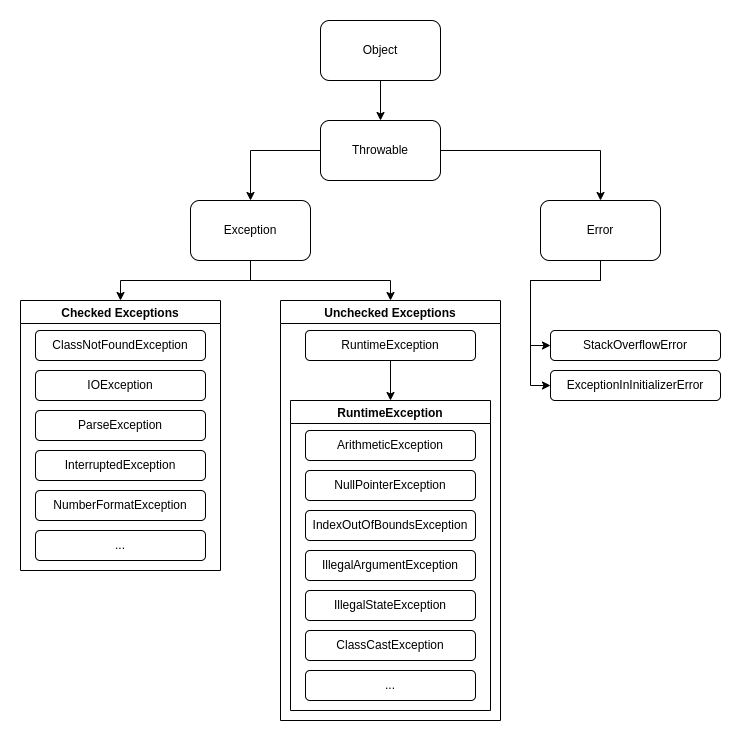 Object
Throwable
Exception
Error
Checked Exceptions
ClassNotFoundException
IOException
ParseException
InterruptedException
NumberFormatException
...
Unchecked Exceptions
RuntimeException
RuntimeException
ArithmeticException
NullPointerException
IndexOutOfBoundsException
IllegalArgumentException
IllegalStateException
ClassCastException
...
StackOverflowError
ExceptionInInitializerError